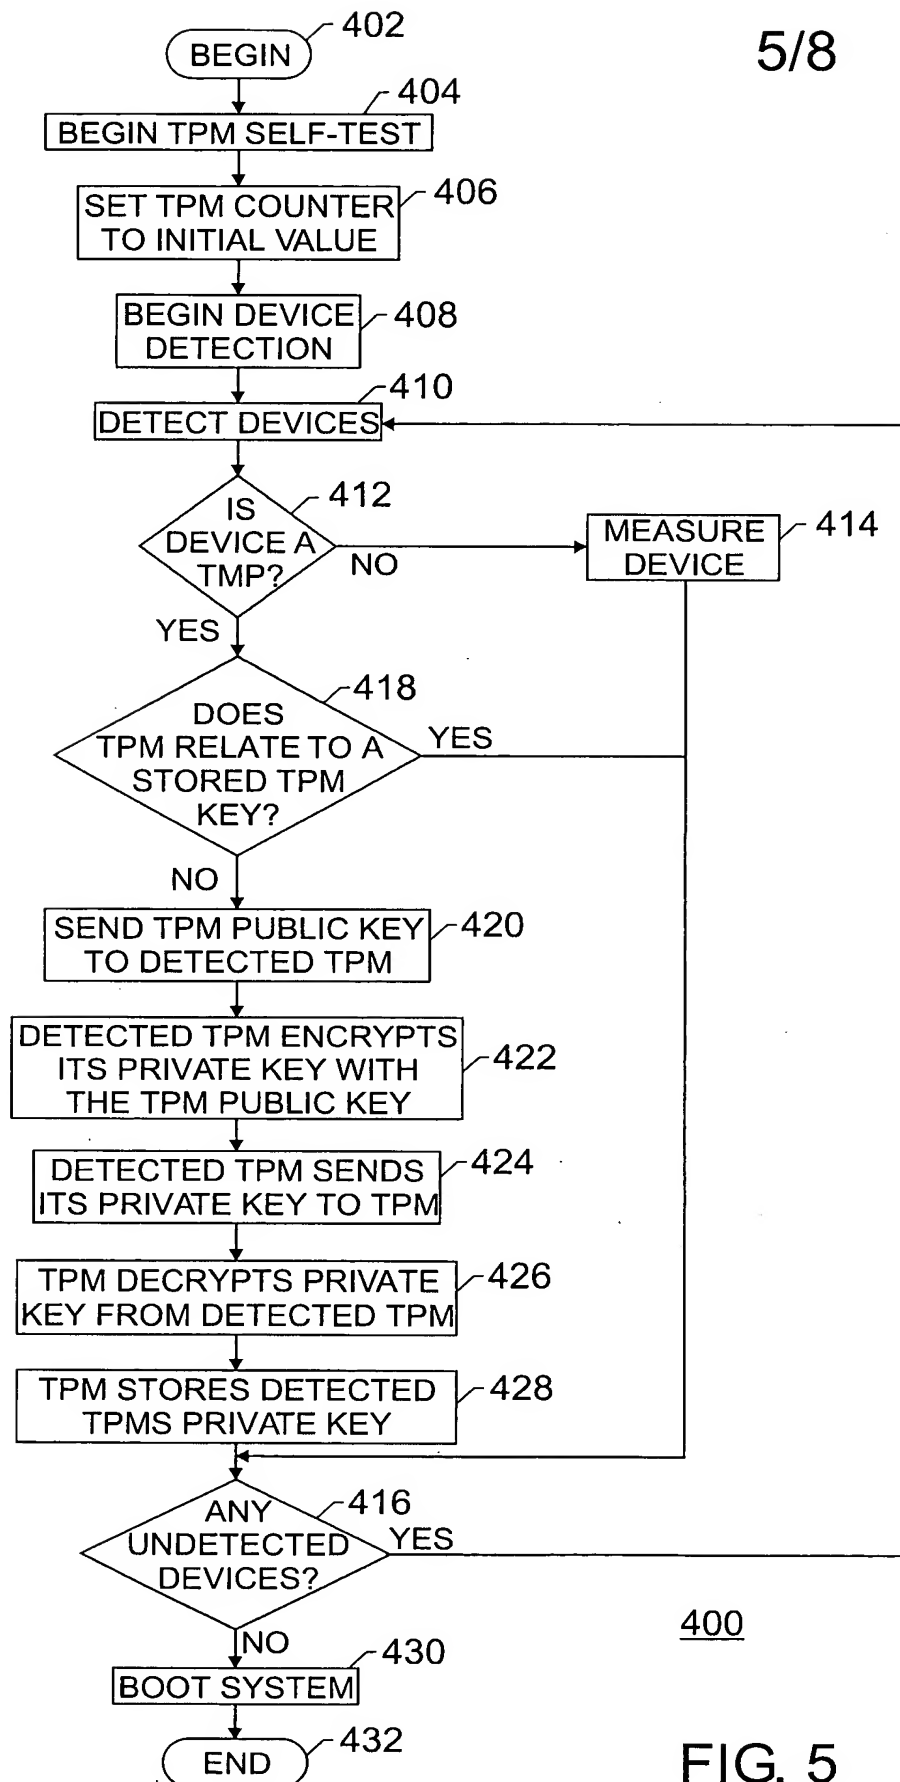 402
BEGIN
5/8
404
BEGIN TPM SELF-TEST
406
SET TPM COUNTER
TO INITIAL VALUE
408
BEGIN DEVICE
DETECTION
410
DETECT DEVICES
412
IS
DEVICE A
TMP?
NO
414
MEASURE
DEVICE
YES
418
DOES
TPM RELATE TO A
STORED TPM
KEY?
YES
NO
420
SEND TPM PUBLIC KEY
TO DETECTED TPM
422
DETECTED TPM ENCRYPTS
ITS PRIVATE KEY WITH
THE TPM PUBLIC KEY
424
DETECTED TPM SENDS
ITS PRIVATE KEY TO TPM
426
TPM DECRYPTS PRIVATE
KEY FROM DETECTED TPM
428
TPM STORES DETECTED
TPMS PRIVATE KEY
416
ANY
UNDETECTED
DEVICES?
YES
NO
400
430
BOOT SYSTEM
432
END
FIG. 5